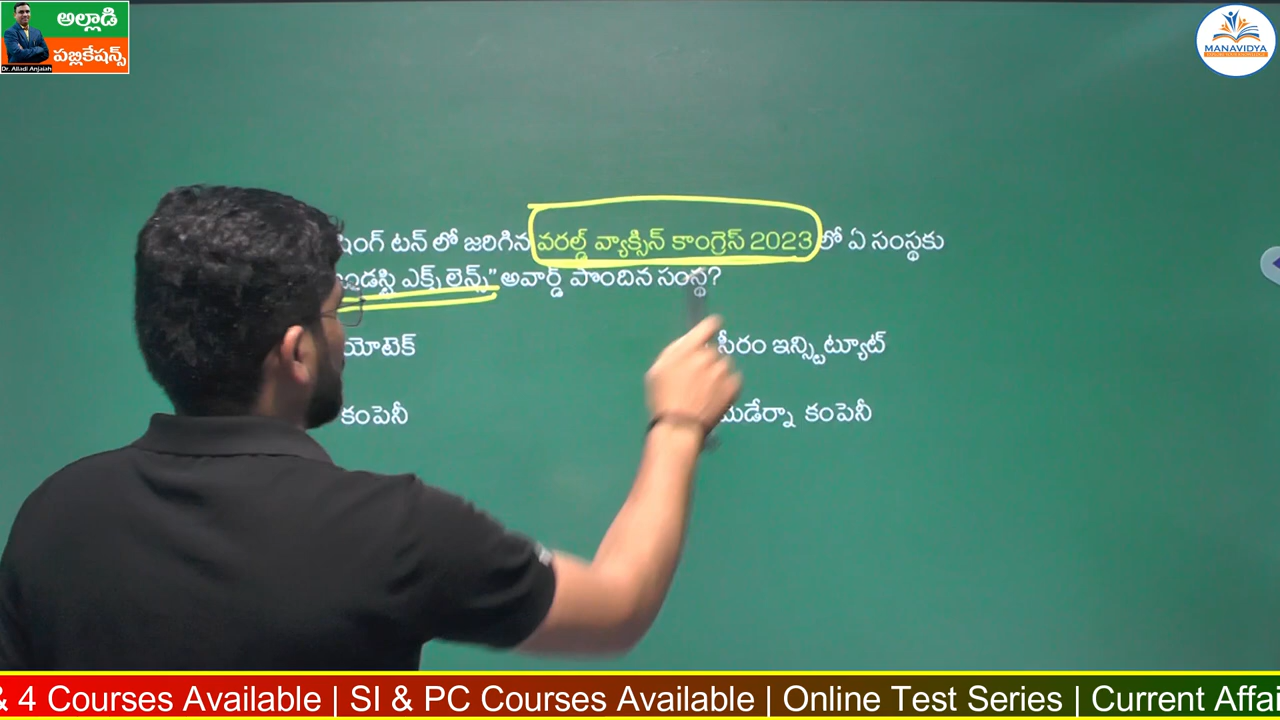 అల్లాడి
పబ్లికేషన్స్
Dr. Alladi Anjaiah
MANAVIDYA
టన్ లో జరిగిన వరల్డ్ వ్యాక్సిన్ కాంగ్రెస్ 2023 లో ఏ సంస్థకు
ఎక్స్ లెన్స్" అవార్డ్ పొందిన సంస్థ?
సీరం ఇన్స్టిట్యూట్
కంపెనీ
మోడెర్నా కంపెనీ
& 4 Courses Available | SI & PC Courses Available | Online Test Series | Current Affai